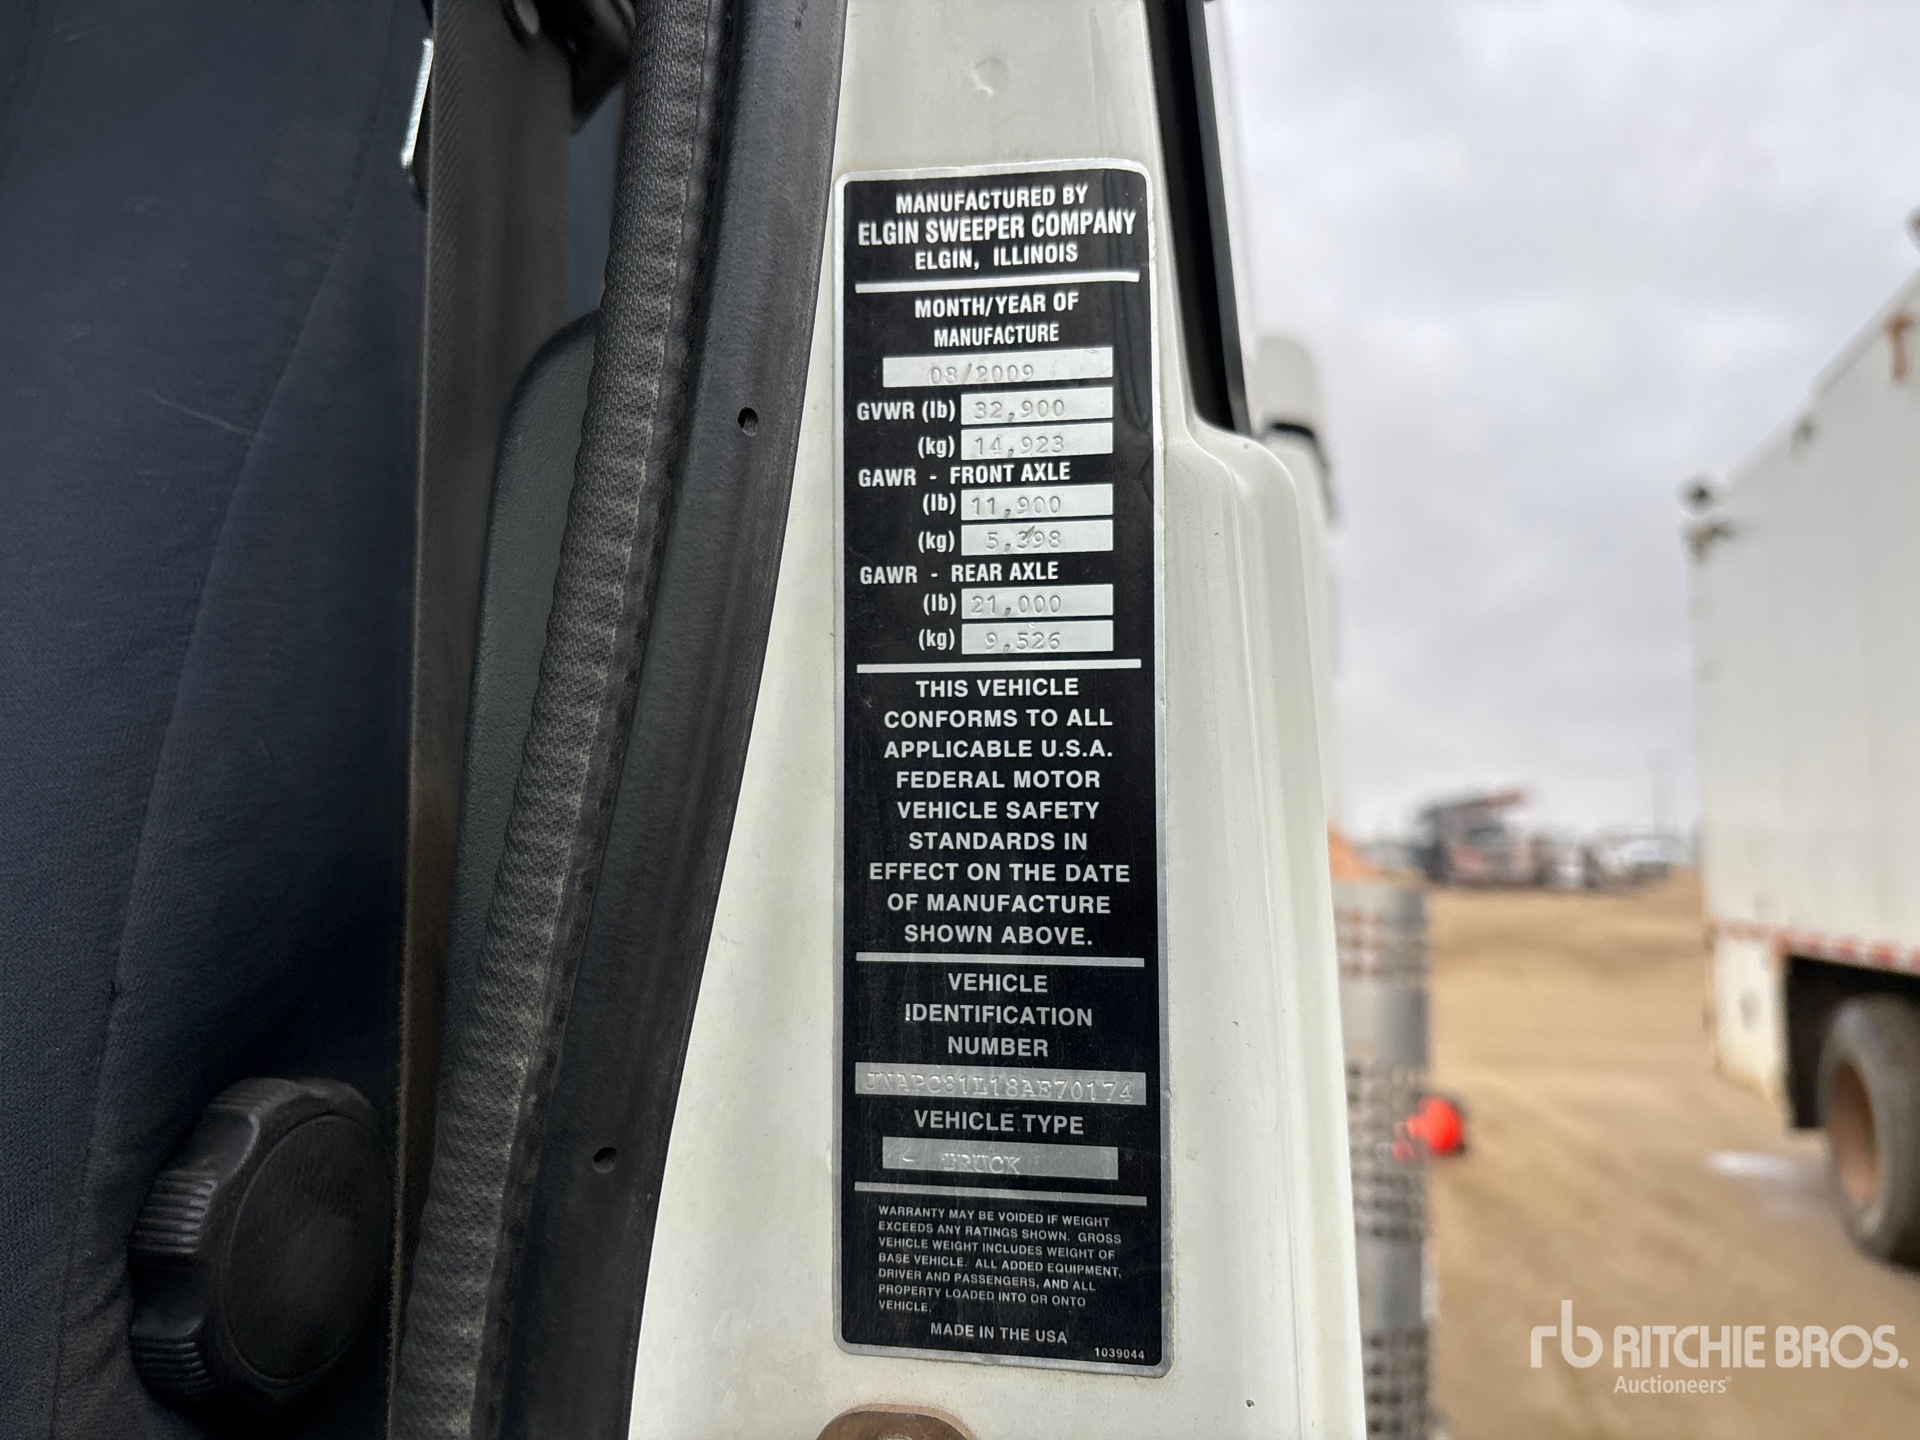 MANUFACTURED BY
ELGIN SWEEPER COMPANY
ELGIN, ILLINOIS
MONTH/YEAR OF
MANUFACTURE
08/2009
GVWR (lb) 32,900
(kg) 14,923
GAWR - FRONT AXLE
(lb) 11,900
(kg) 5,398
GAWR - REAR AXLE
(lb) 21,000
(kg) 9,526
THIS VEHICLE
CONFORMS TO ALL
APPLICABLE U.S.A.
FEDERAL MOTOR
VEHICLE SAFETY
STANDARDS IN
EFFECT ON THE DATE
OF MANUFACTURE
SHOWN ABOVE.
VEHICLE
IDENTIFICATION
NUMBER
JNAPC81L18AE70174
VEHICLE TYPE
TRUCK
WARRANTY MAY BE VOIDED IF WEIGHT
EXCEEDS ANY RATINGS SHOWN. GROSS
VEHICLE WEIGHT INCLUDES WEIGHT OF
BASE VEHICLE. ALL ADDED EQUIPMENT,
DRIVER AND PASSENGERS, AND ALL
PROPERTY LOADED INTO OR ONTO
VEHICLE.
MADE IN THE USA
1039044
rb RITCHIE BROS.
Auctioneers